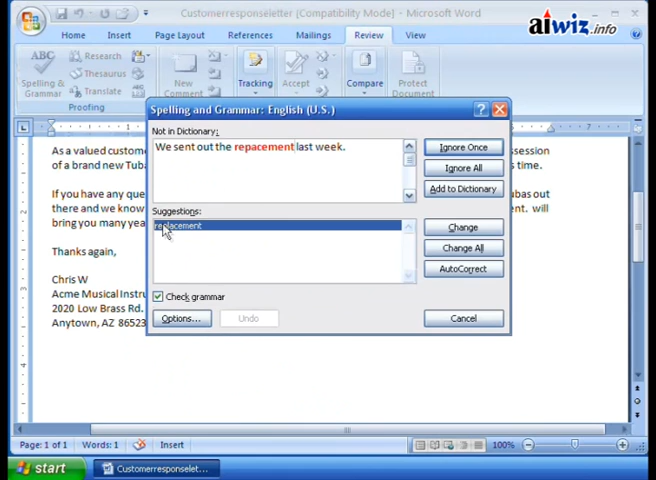 Customerresponseletter [Compatibility Mode] - Microsoft Word
aiwiz.info
Home Insert Page Layout References Mailings Review View
ABC Research
Thesaurus
Translate
Spelling & Grammar
New Comment
Tracking
Accept
Compare
Protect Document
Proofing
Spelling and Grammar: English (U.S.)
Not in Dictionary:
We sent out the repacement last week.
Ignore Once
Ignore All
Add to Dictionary
Suggestions:
replacement
Change
Change All
AutoCorrect
Check grammar
Options...
Undo
Cancel
As a valued custome
ssession
of a brand new Tuba
s time.
If you have any que
ubas out
there and we know
ent. will
bring you many yea
Thanks again,
Chris W
Acme Musical Instru
2020 Low Brass Rd.
Anytown, AZ 86523
Page: 1 of 1 Words: 1 Insert 100%
start Customerresponselet...